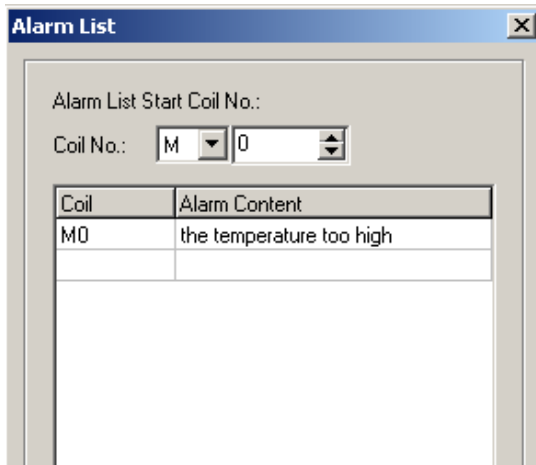 Alarm List
Alarm List Start Coil No.:
Coil No.: M 0
Coil Alarm Content
M0 the temperature too high